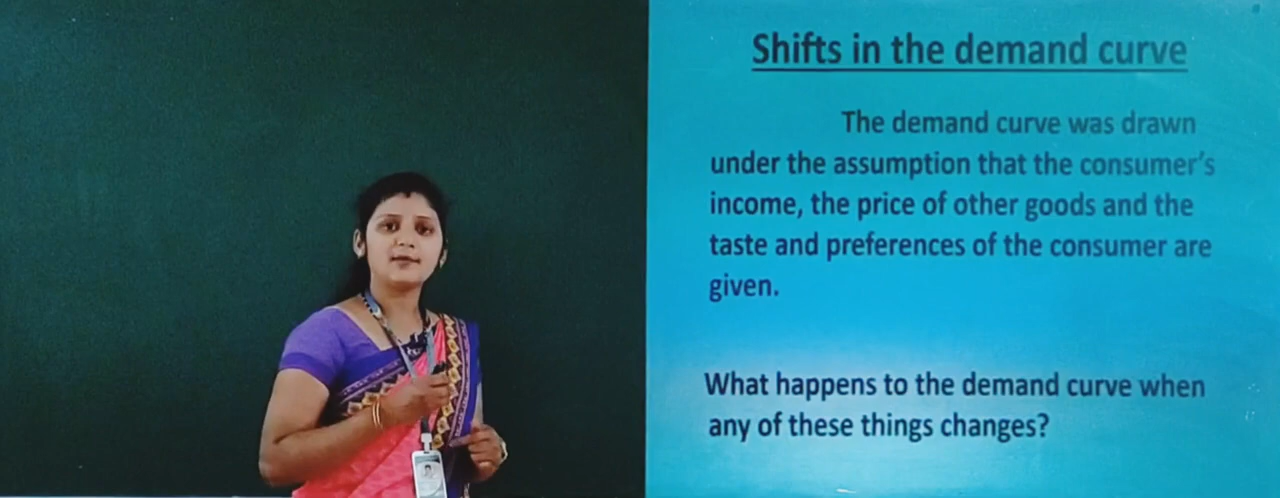 Shifts in the demand curve
The demand curve was drawn
under the assumption that the consumer's
income, the price of other goods and the
taste and preferences of the consumer are
given.
What happens to the demand curve when
any of these things changes?